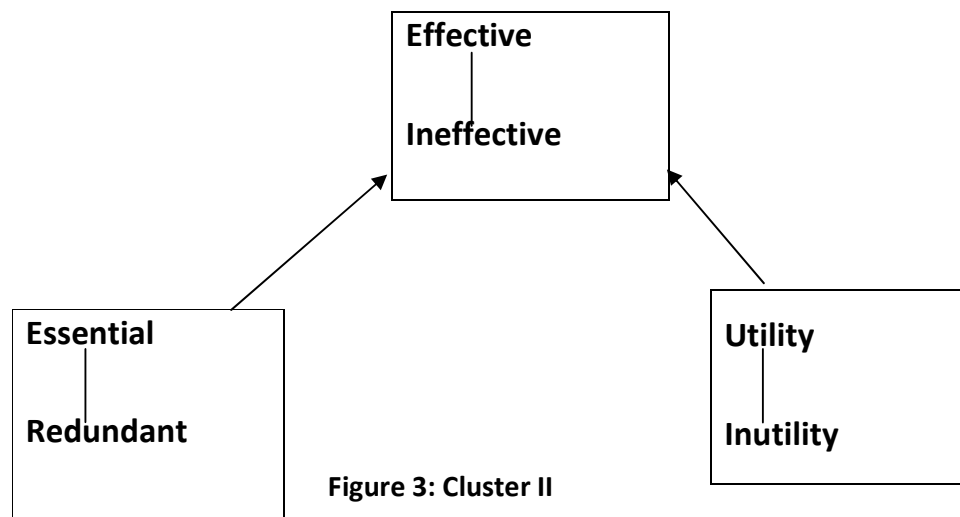 Effective
Ineffective
Essential
Redundant
Utility
Inutility
Figure 3: Cluster II